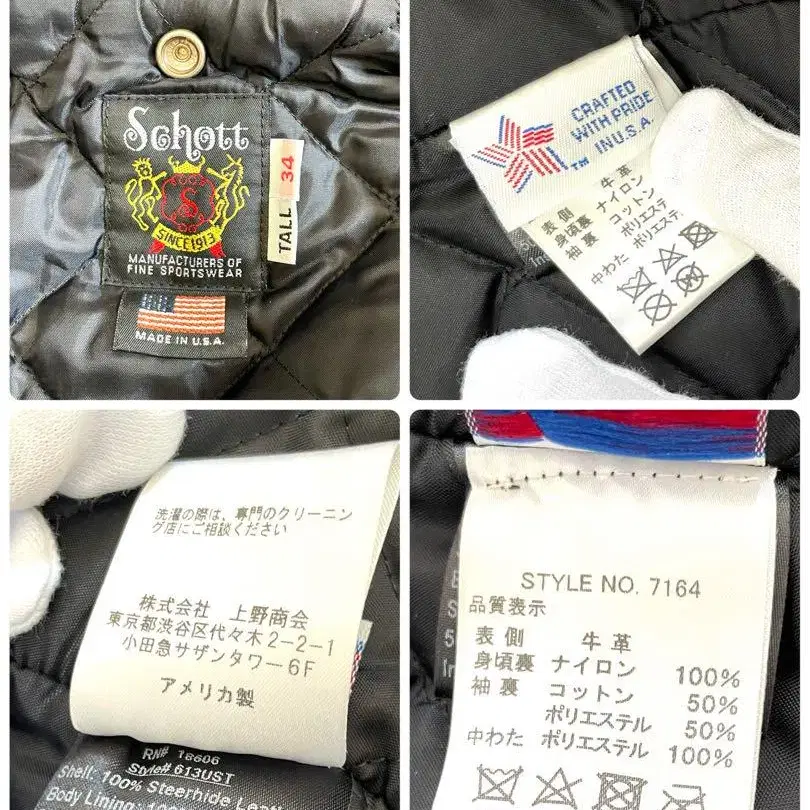 Schott
S
SINCE 1913
MANUFACTURERS OF
FINE SPORTSWEAR
MADE IN U.S.A.
TALL 34
CRAFTED
WITH PRIDE
IN U.S.A.
TM
表側 牛革
身頃裏 ナイロン
袖裏 コットン
ポリエステ
中わた ポリエステル
洗濯の際は、専門のクリーニン
グ店にご相談ください
株式会社 上野商会
東京都渋谷区代々木2-2-1
小田急サザンタワー6F
アメリカ製
RN# 18606
Style# 613UST
Shell: 100% Steerhide
Body Lining:
STYLE NO. 7164
品質表示
表側 牛革
身頃裏 ナイロン 100%
袖裏 コットン 50%
ポリエステル 50%
中わた ポリエステル 100%